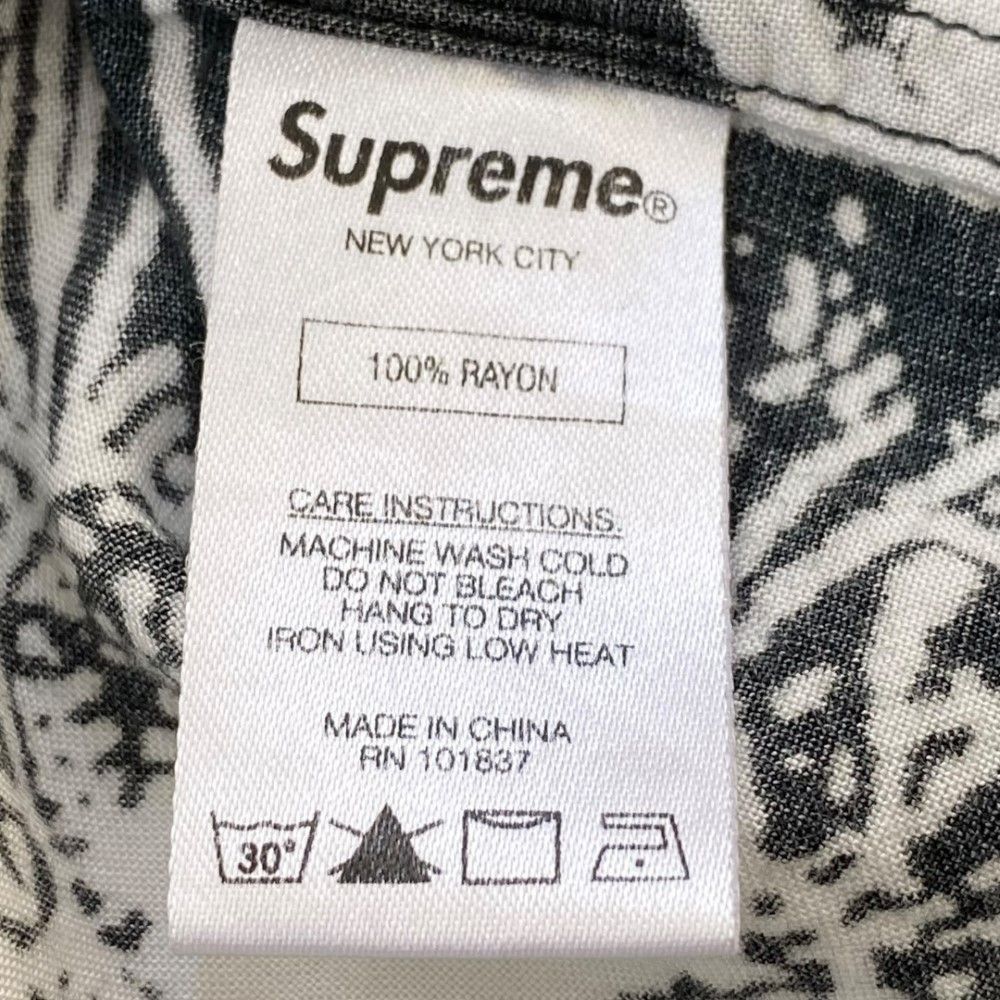 Supreme®
NEW YORK CITY
100% RAYON
CARE INSTRUCTIONS.
MACHINE WASH COLD
DO NOT BLEACH
HANG TO DRY
IRON USING LOW HEAT
MADE IN CHINA
RN 101837
30°